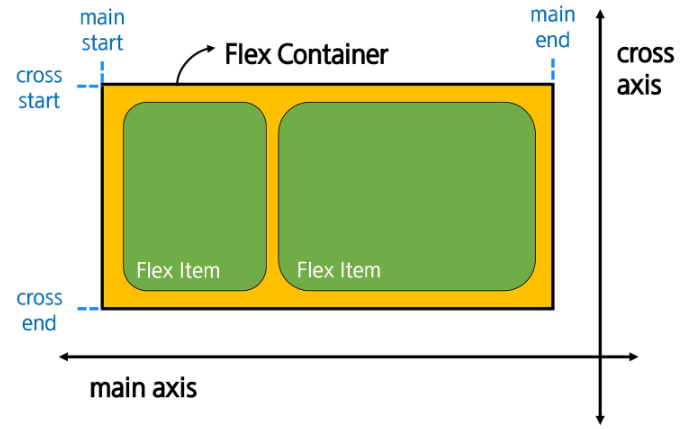 main
start
main
end
Flex Container
cross
axis
cross
start
Flex Item
Flex Item
cross
end
main axis